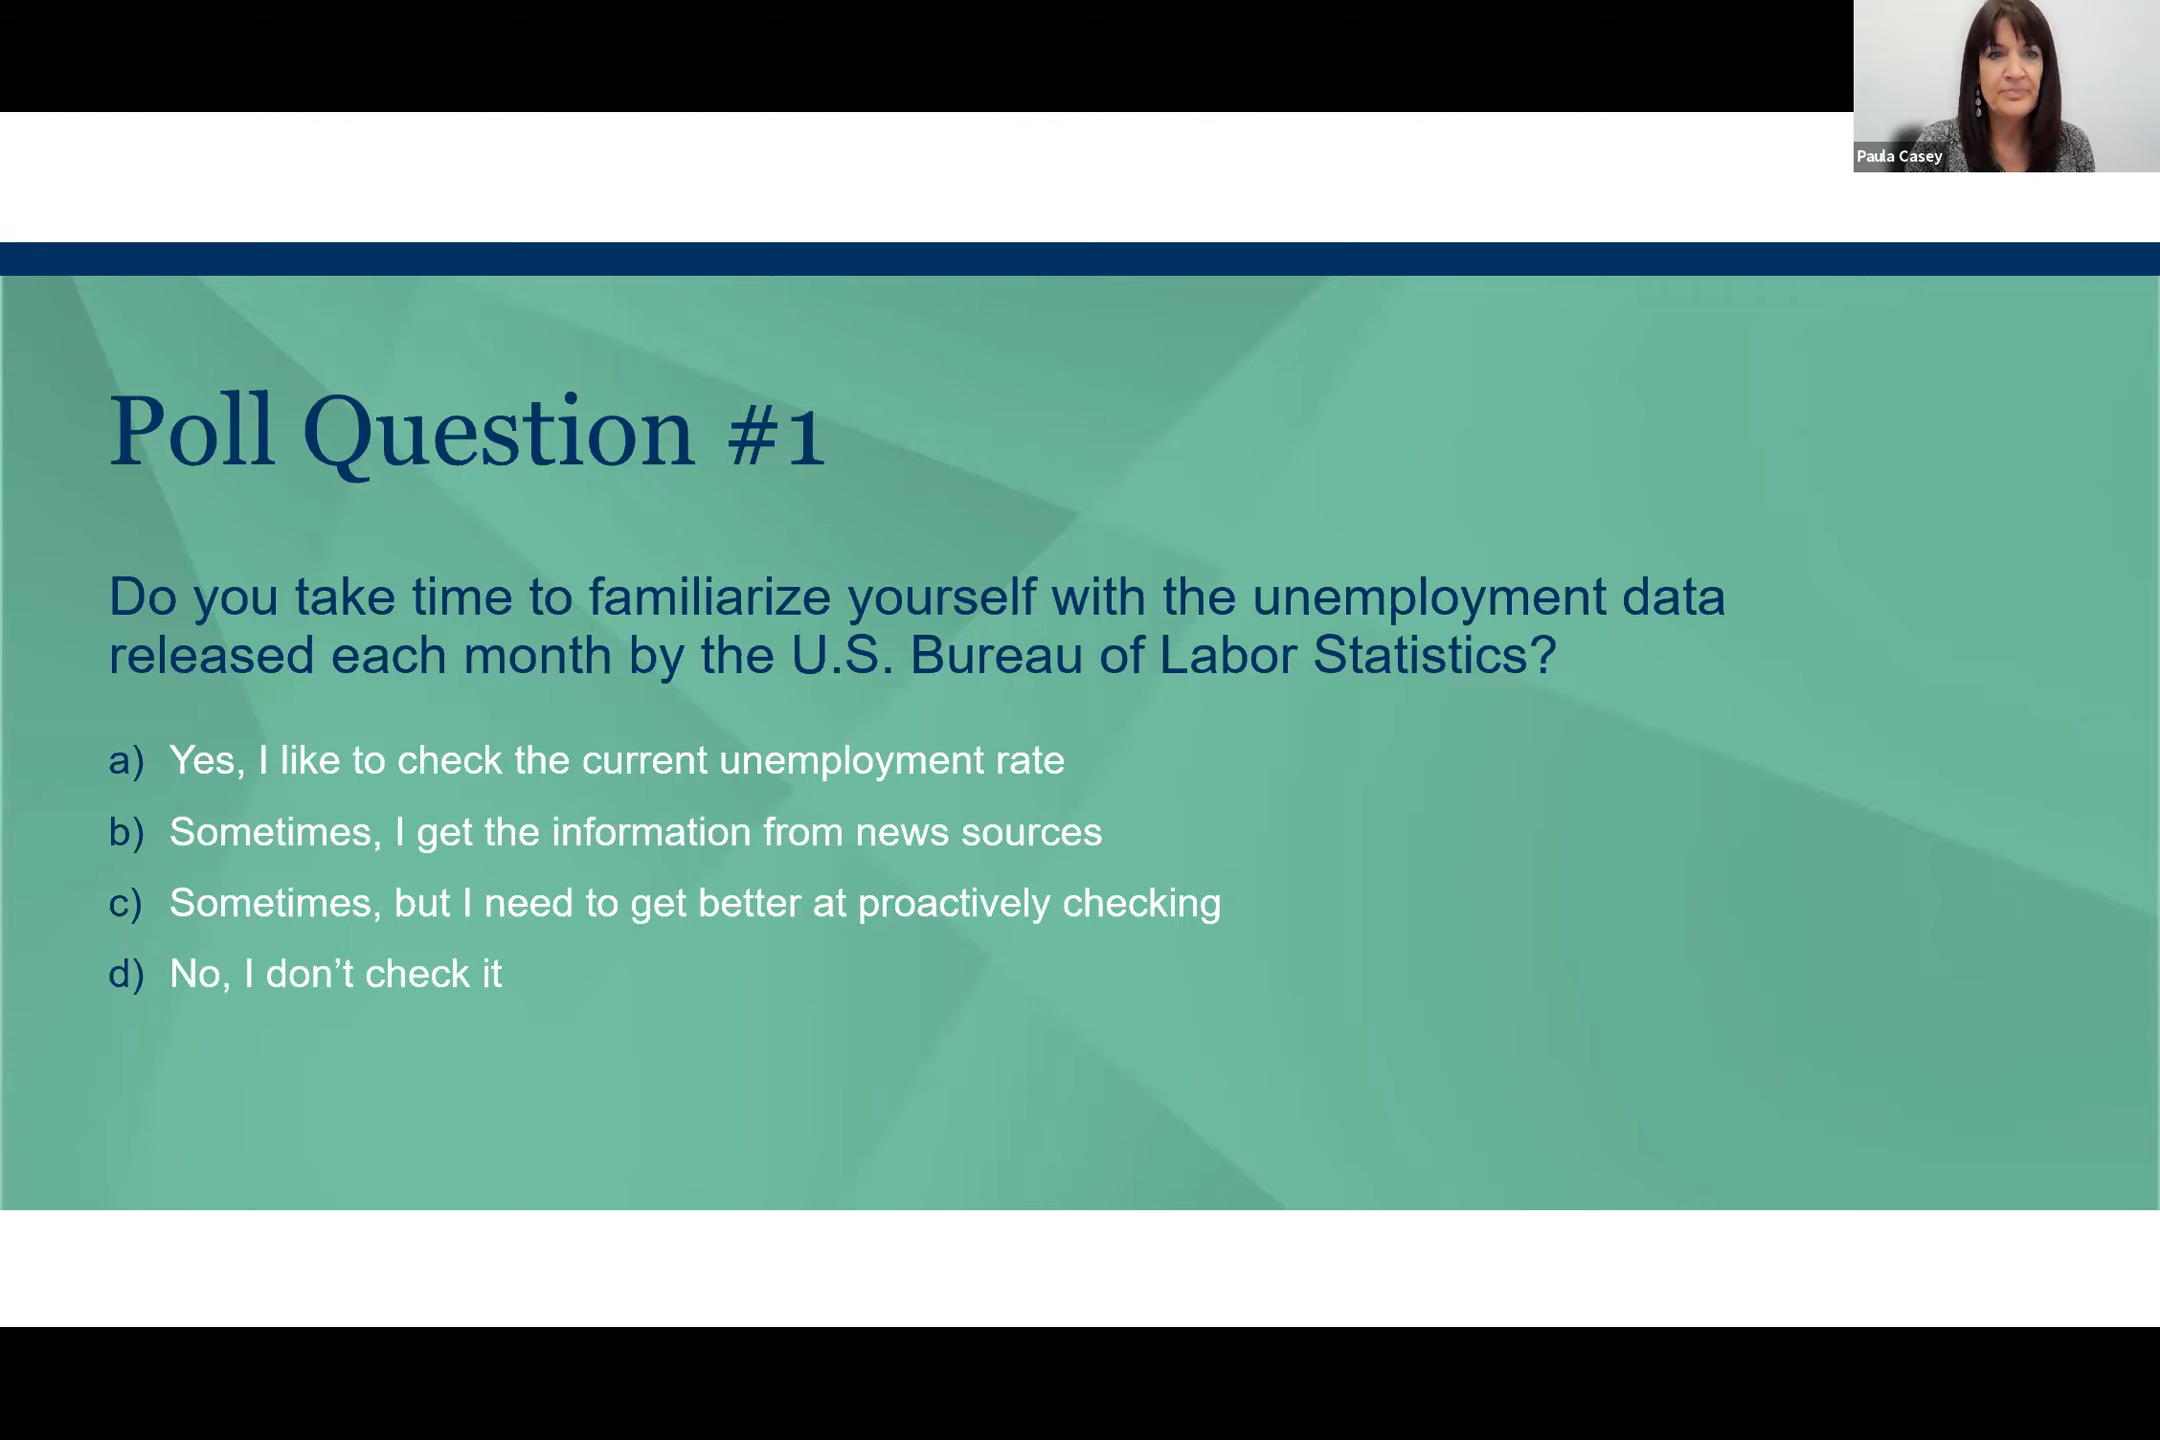 Paula Casey
Poll Question #1
Do you take time to familiarize yourself with the unemployment data
released each month by the U.S. Bureau of Labor Statistics?
a) Yes, I like to check the current unemployment rate
b) Sometimes, I get the information from news sources
c) Sometimes, but I need to get better at proactively checking
d) No, I don’t check it